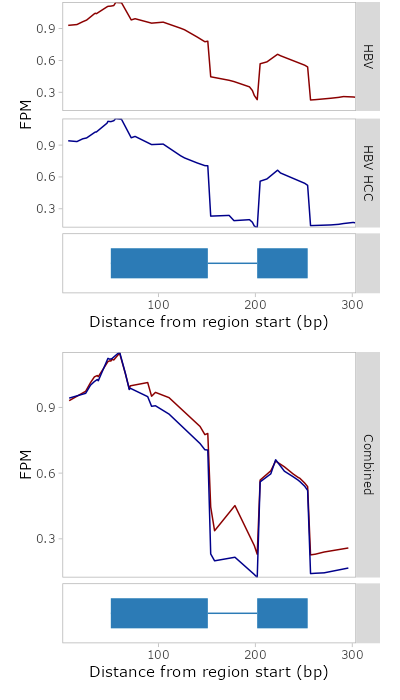 0.9
0.6
0.3
HBV
FPM
0.9
0.6
0.3
HBV HCC
100
200
300
Distance from region start (bp)
0.9
0.6
0.3
FPM
Combined
100
200
300
Distance from region start (bp)